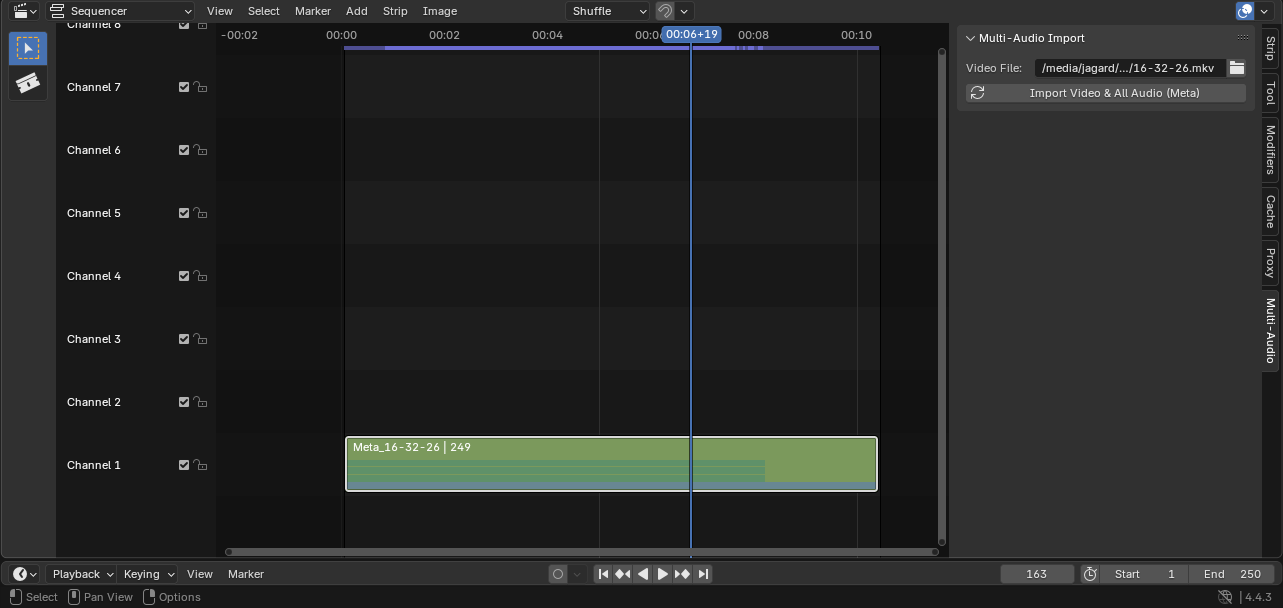 Sequencer View Select Marker Add Strip Image Shuffle
Channel 8
-00:02 00:00 00:02 00:04 00:06+19 00:08 00:10
Multi-Audio Import
Video File: /media/jagard/.../16-32-26.mkv
Import Video & All Audio (Meta)
Strip
Tool
Modifiers
Cache
Proxy
Multi-Audio
Channel 7
Channel 6
Channel 5
Channel 4
Channel 3
Channel 2
Channel 1
Meta_16-32-26 | 249
Playback Keying View Marker 163 Start 1 End 250
Select Pan View Options 4.4.3